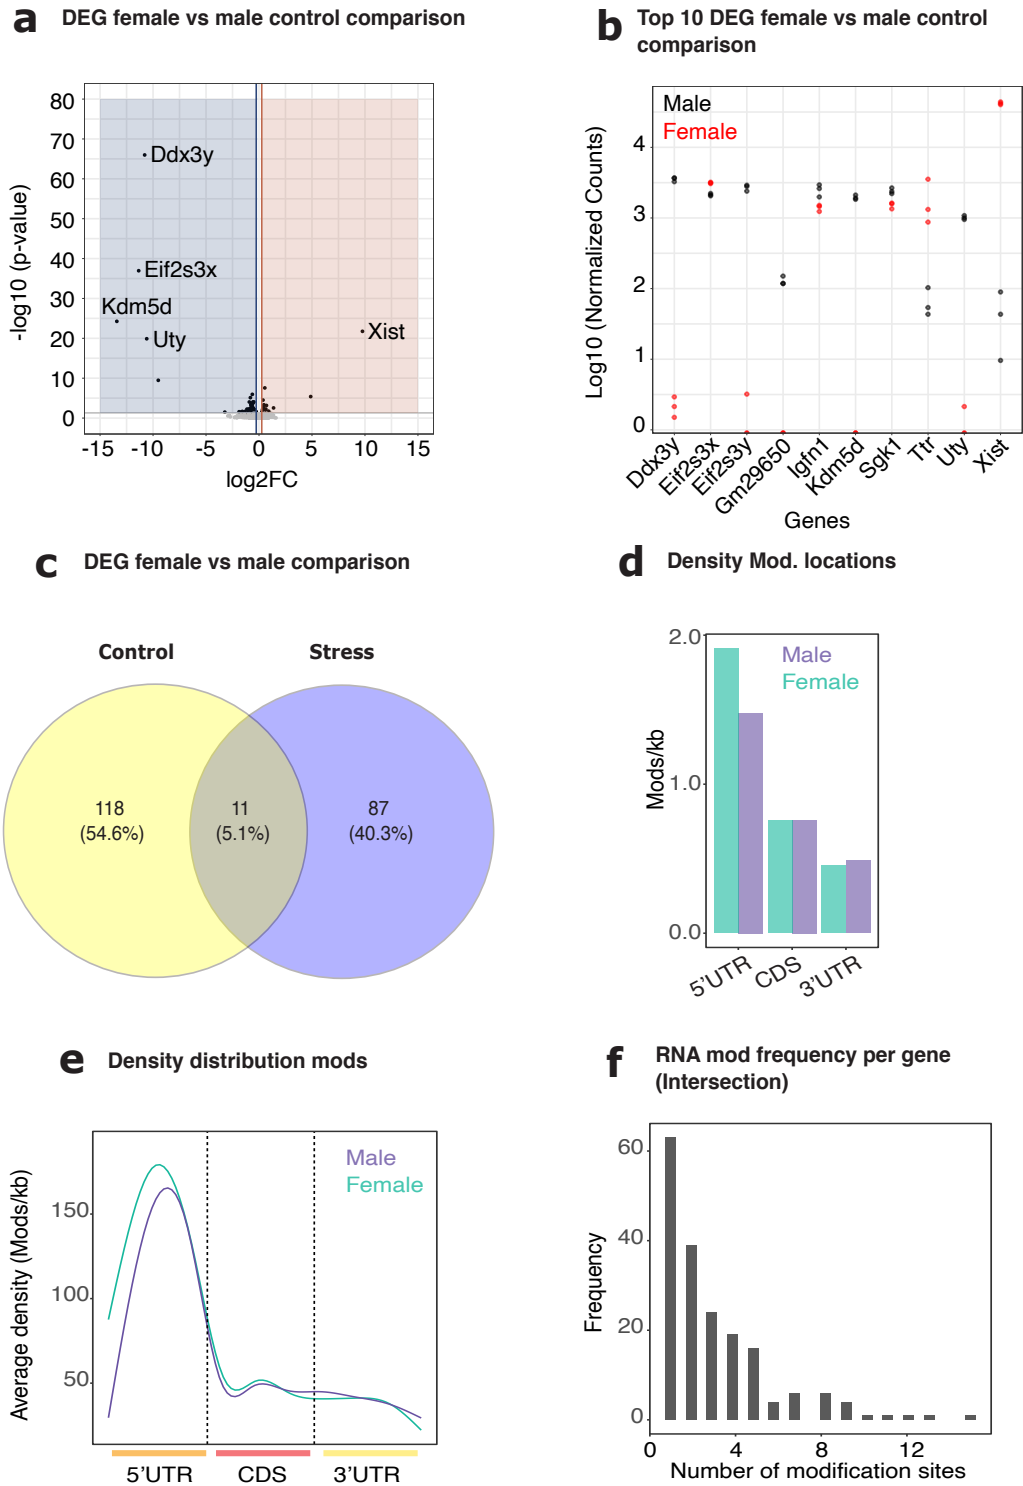 a DEG female vs male control comparison
80
70
60
50
40
30
20
10
0
-log10 (p-value)
Ddx3y
Eif2s3x
Kdm5d
Uty
Xist
-15 -10 -5 0 5 10 15
log2FC
b Top 10 DEG female vs male control
comparison
Male
Female
4
3
2
1
0
Log10 (Normalized Counts)
Ddx3y Eif2s3x Eif2s3y Gm29650 Igfn1 Kdm5d Sgk1 Ttr Uty Xist
Genes
c DEG female vs male comparison
Control Stress
118 11 87
(54.6%) (5.1%) (40.3%)
d Density Mod. locations
2.0
1.0
0.0
Mods/kb
Male
Female
5'UTR CDS 3'UTR
e Density distribution mods
Male
Female
150
100
50
Average density (Mods/kb)
5'UTR CDS 3'UTR
f RNA mod frequency per gene
(Intersection)
60
40
20
0
Frequency
0 4 8 12
Number of modification sites